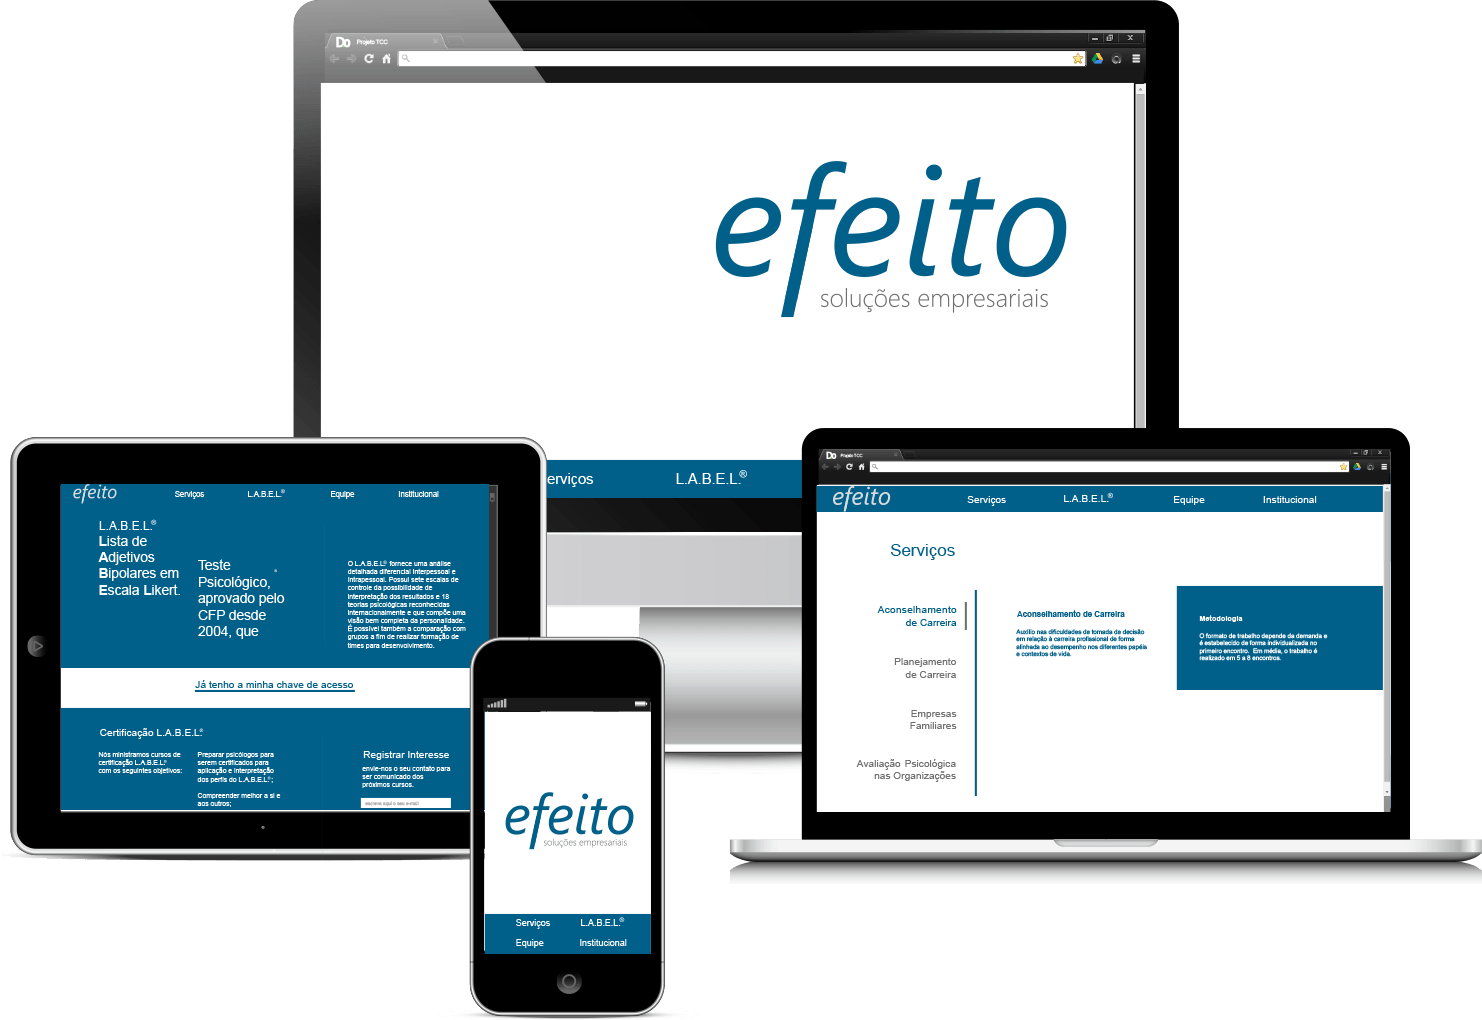 Do Projeto TCC
efeito
soluções empresariais
erviços L.A.B.E.L.®
efeito Serviços L.A.B.E.L.® Equipe Institucional
L.A.B.E.L.®
Lista de
Adjetivos
Bipolares em
Escala Likert.
Teste
Psicológico,
aprovado pelo
CFP desde
2004, que
O L.A.B.E.L® fornece uma análise
detalhada diferencial interpessoal e
intrapessoal. Possui sete escalas de
controle da possibilidade de
interpretação dos resultados e 18
teorias psicológicas reconhecidas
internacionalmente e que compõe uma
visão bem completa da personalidade.
É possível também a comparação com
grupos a fim de realizar formação de
times para desenvolvimento.
Já tenho a minha chave de acesso
Certificação L.A.B.E.L®
Nós ministramos cursos de
certificação L.A.B.E.L®
com os seguintes objetivos:
Preparar psicólogos para
serem certificados para
aplicação e interpretação
dos perfis do L.A.B.E.L®;
Compreender melhor a si e
aos outros;
Registrar Interesse
envie-nos o seu contato para
ser comunicado dos
próximos cursos.
escreva aqui o seu e-mail
efeito
soluções empresariais
Serviços L.A.B.E.L.®
Equipe Institucional
Do Projeto TCC
efeito Serviços L.A.B.E.L.® Equipe Institucional
Serviços
Aconselhamento
de Carreira
Planejamento
de Carreira
Empresas
Familiares
Avaliação Psicológica
nas Organizações
Aconselhamento de Carreira
Auxílio nas dificuldades de tomada de decisão
em relação à carreira profissional de forma
alinhada ao desempenho nos diferentes papéis
e contextos de vida.
Metodologia
O formato de trabalho depende da demanda e
é estabelecido de forma individualizada no
primeiro encontro. Em média, o trabalho é
realizado em 5 a 8 encontros.